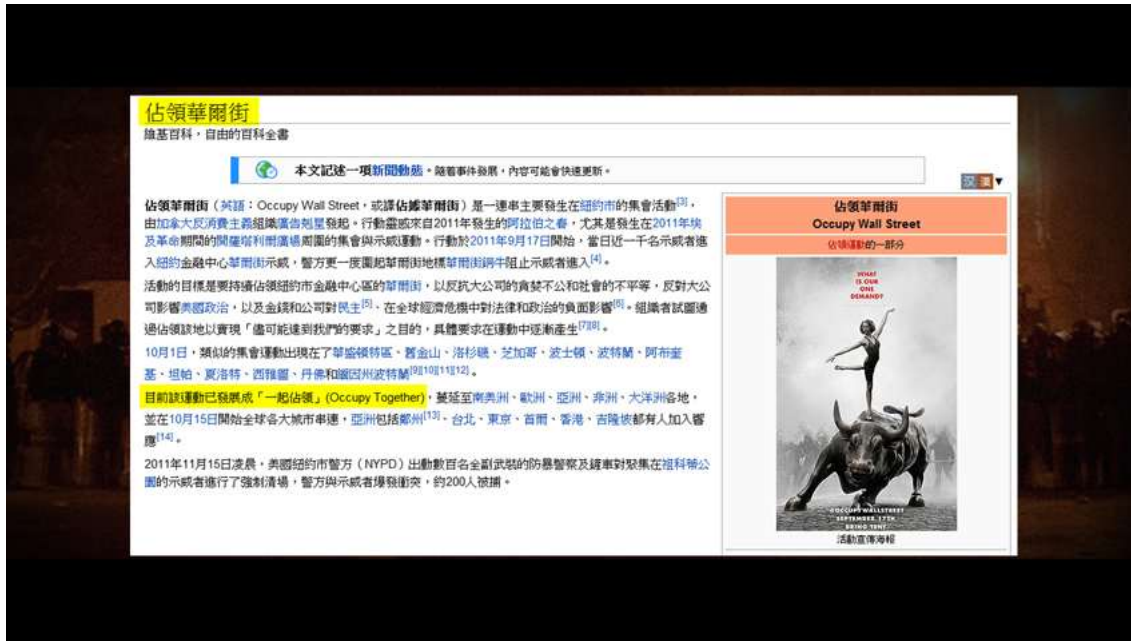 佔領華爾街
維基百科，自由的百科全書
本文記述一項新聞動態。隨著事件發展，內容可能會快速更新。
汉 漢▼
佔領華爾街（英語：Occupy Wall Street，或譯佔據華爾街）是一連串主要發生在紐約市的集會活動[3]，
由加拿大反消費主義組織廣告剋星發起。行動靈感來自2011年發生的阿拉伯之春，尤其是發生在2011年埃
及革命期間的開羅塔利爾廣場周圍的集會與示威運動。行動於2011年9月17日開始，當日近一千名示威者進
入紐約金融中心華爾街示威，警方更一度圍起華爾街地標華爾街銅牛阻止示威者進入[4]。
活動的目標是要持續佔領紐約市金融中心區的華爾街，以反抗大公司的貪婪不公和社會的不平等，反對大公
司影響美國政治，以及金錢和公司對民主[5]、在全球經濟危機中對法律和政治的負面影響[6]。組織者試圖通
過佔領該地以實現「儘可能達到我們的要求」之目的，具體要求在運動中逐漸產生[7][8]。
10月1日，類似的集會運動出現在了華盛頓特區、舊金山、洛杉磯、芝加哥、波士頓、波特蘭、阿布奎
基、坦帕、夏洛特、西雅圖、丹佛和緬因州波特蘭[9][10][11][12]。
目前該運動已發展成「一起佔領」(Occupy Together)，蔓延至南美洲、歐洲、亞洲、非洲、大洋洲各地，
並在10月15日開始全球各大城市串連，亞洲包括鄭州[13]、台北、東京、首爾、香港、吉隆坡都有人加入響
應[14]。
2011年11月15日凌晨，美國紐約市警方（NYPD）出動數百名全副武裝的防暴警察及鏟車對聚集在祖科蒂公
園的示威者進行了強制清場，警方與示威者爆發衝突，約200人被捕。
佔領華爾街
Occupy Wall Street
佔領運動的一部分
WHAT
IS OUR
ONE
DEMAND?
#OCCUPYWALLSTREET
SEPTEMBER 17TH.
BRING TENT.
活動宣傳海報